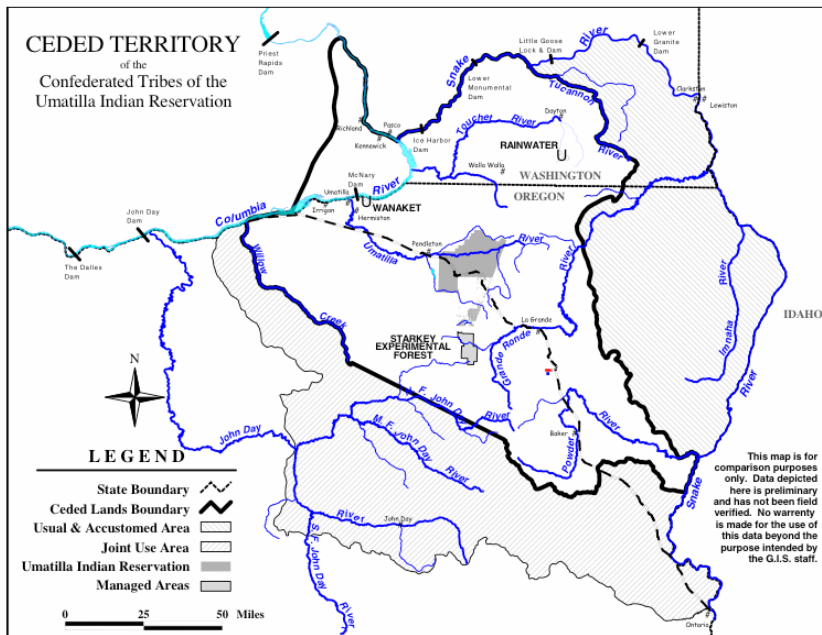 CEDED TERRITORY
of the
Confederated Tribes of the
Umatilla Indian Reservation
Priest
Rapids
Dam
Little Goose
Lock & Dam
River
Lower
Granite
Dam
Snake
Lower
Monumental
Dam
Tucannon
River
Clarkston
Lewiston
Richland
Pasco
Kennewick
Ice Harbor
Dam
Touchet
River
Dayton
RAINWATER
U
Walla Walla
WASHINGTON
OREGON
McNary
Dam
River
Umatilla
U
WANAKET
Irrigon
Hermiston
Columbia
John Day
Dam
The Dalles
Dam
Pendleton
Umatilla
River
Willow
Creek
River
River
Imnaha
River
IDAHO
La Grande
STARKEY
EXPERIMENTAL
FOREST
Grande
Ronde
N
F. John Day
River
M. F. John Day
River
John Day
River
Baker
Powder
River
Snake
John Day
S. F. John Day
River
Ontario
LEGEND
State Boundary
Ceded Lands Boundary
Usual & Accustomed Area
Joint Use Area
Umatilla Indian Reservation
Managed Areas
0 25 50 Miles
This map is for
comparison purposes
only. Data depicted
here is preliminary
and has not been field
verified. No warrenty
is made for the use of
this data beyond the
purpose intended by
the G.I.S. staff.